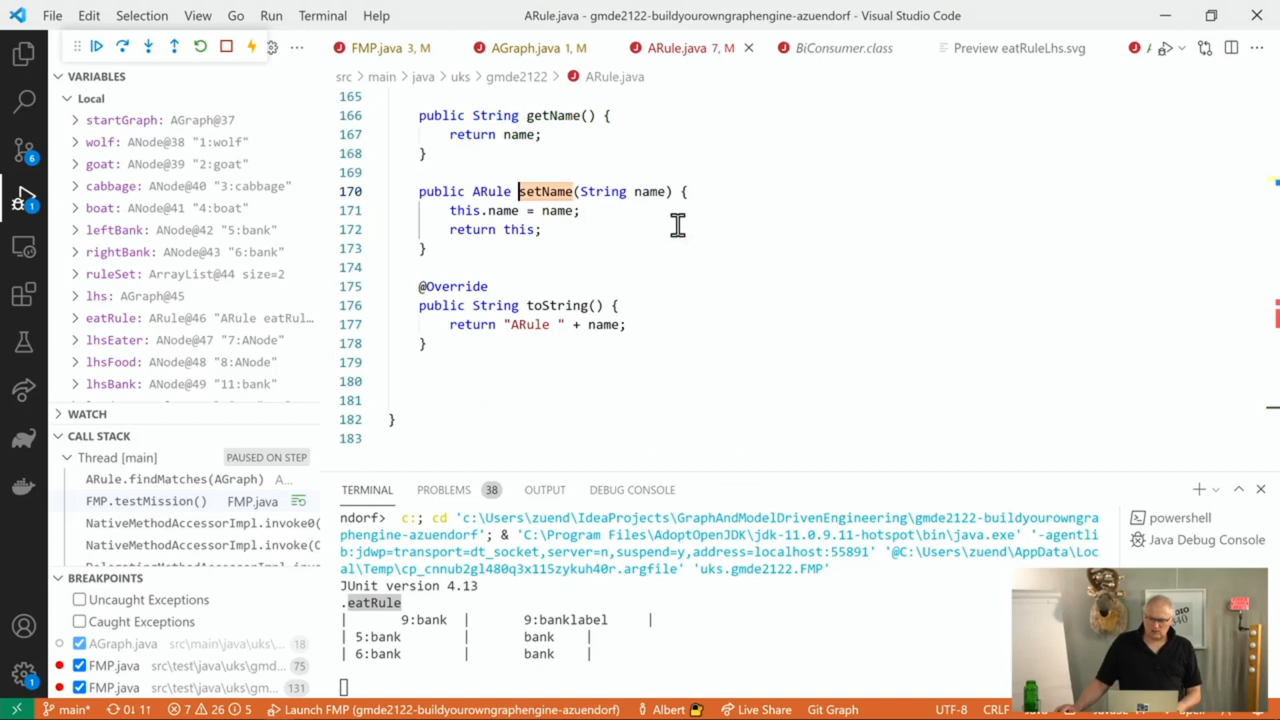 File Edit Selection View Go Run Terminal Help
ARule.java - gmde2122-buildyourowngraphengine-azuendorf - Visual Studio Code
FMP.java 3, M
AGraph.java 1, M
ARule.java 7, M
BiConsumer.class
Preview eatRuleLhs.svg
src > main > java > uks > gmde2122 > ARule.java
VARIABLES
Local
startGraph: AGraph@37
wolf: ANode@38 "1:wolf"
goat: ANode@39 "2:goat"
cabbage: ANode@40 "3:cabbage"
boat: ANode@41 "4:boat"
leftBank: ANode@42 "5:bank"
rightBank: ANode@43 "6:bank"
ruleSet: ArrayList@44 size=2
lhs: AGraph@45
eatRule: ARule@46 "ARule eatRul...
lhsEater: ANode@47 "7:ANode"
lhsFood: ANode@48 "8:ANode"
lhsBank: ANode@49 "11:bank"
WATCH
CALL STACK
Thread [main] PAUSED ON STEP
ARule.findMatches(AGraph) A...
FMP.testMission() FMP.java
NativeMethodAccessorImpl.invoke0(
NativeMethodAccessorImpl.invoke(
BREAKPOINTS
Uncaught Exceptions
Caught Exceptions
AGraph.java src\main\java\uks\... 18
FMP.java src\test\java\uks\gmd... 75
FMP.java src\test\java\uks\gm... 131
6
1
1
165
166 public String getName() {
167 return name;
168 }
169
170 public ARule setName(String name) {
171 this.name = name;
172 return this;
173 }
174
175 @Override
176 public String toString() {
177 return "ARule " + name;
178 }
179
180
181
182 }
183
TERMINAL PROBLEMS 38 OUTPUT DEBUG CONSOLE
ndorf> c:; cd 'c:\Users\zuend\IdeaProjects\GraphAndModelDrivenEngineering\gmde2122-buildyourowngra
phengine-azuendorf'; & 'C:\Program Files\AdoptOpenJDK\jdk-11.0.9.11-hotspot\bin\java.exe' '-agentli
b:jdwp=transport=dt_socket,server=n,suspend=y,address=localhost:55891' '@C:\Users\zuend\AppData\Loc
al\Temp\cp_cnnub2gl480q3x115zykuh40r.argfile' 'uks.gmde2122.FMP'
JUnit version 4.13
.eatRule
| 9:bank | 9:banklabel |
| 5:bank | bank |
| 6:bank | bank |
powershell
Java Debug Console
main* 0↓ 1↑ 7 26 5 Launch FMP (gmde2122-buildyourowngraphengine-azuendorf) Albert Live Share Git Graph UTF-8 CRLF